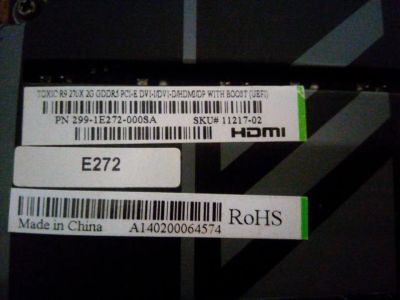 TOXIC R9 270X 2G GDDR5 PCI-E DVI-I/DVI-D/HDMI/DP WITH BOOST (UEFI)
PN 299-1E272-000SA SKU# 11217-02
HDMI
E272
RoHS
Made in China A140200064574